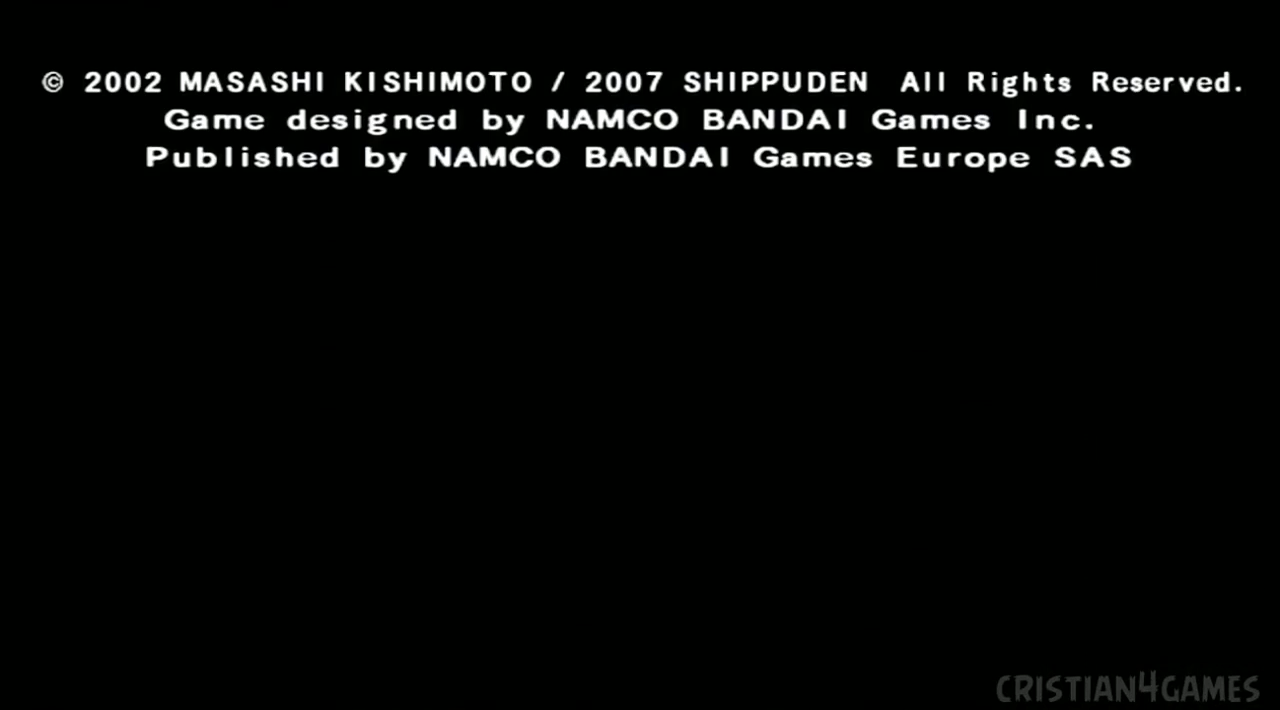 © 2002 MASASHI KISHIMOTO / 2007 SHIPPUDEN All Rights Reserved.
Game designed by NAMCO BANDAI Games Inc.
Published by NAMCO BANDAI Games Europe SAS
CRISTIAN4GAMES